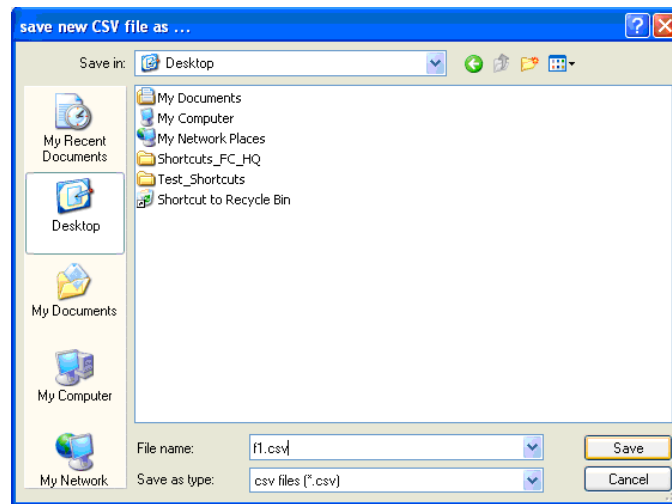 save new CSV file as ...
Save in:
Desktop
My Recent
Documents
Desktop
My Documents
My Computer
My Network
My Documents
My Computer
My Network Places
Shortcuts_FC_HQ
Test_Shortcuts
Shortcut to Recycle Bin
File name:
f1.csv
Save
Save as type:
csv files (*.csv)
Cancel